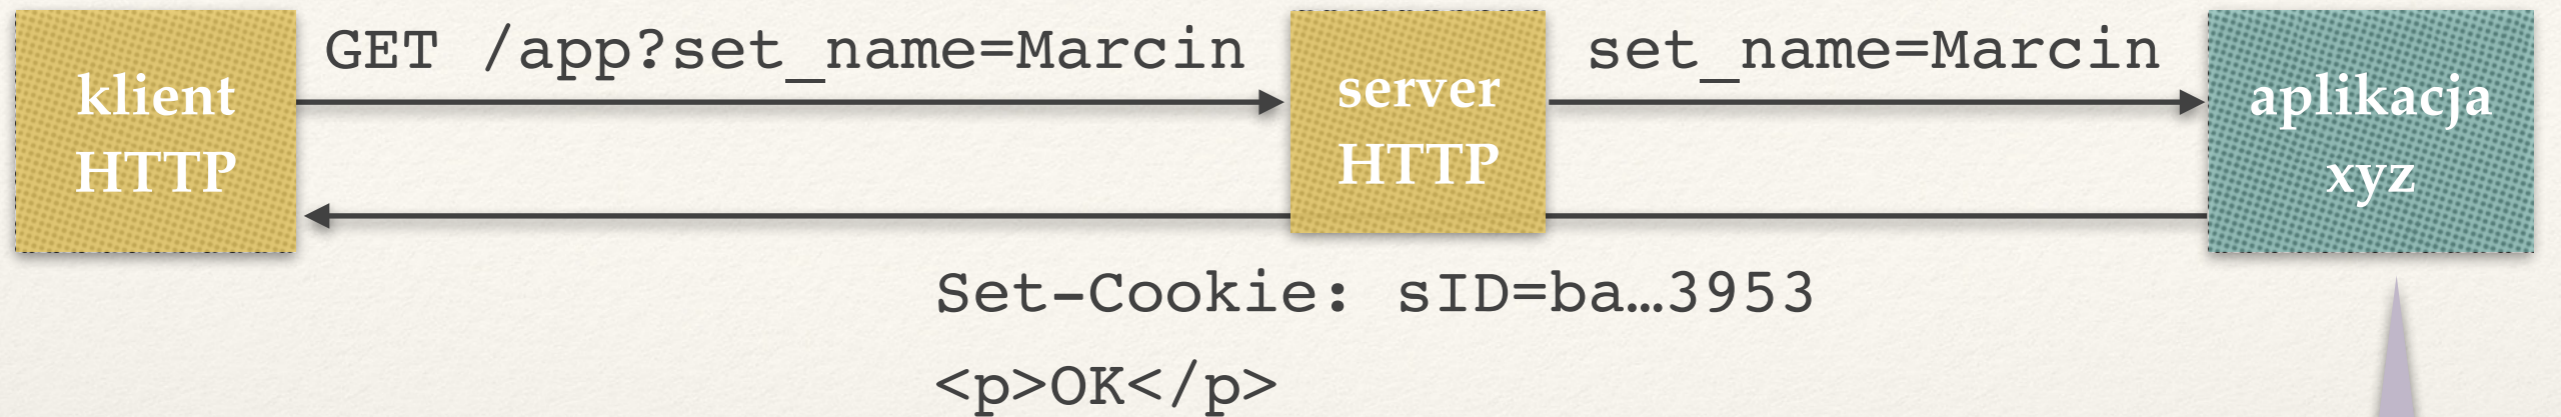 klient
HTTP
GET /app?set_name=Marcin
server
HTTP
set_name=Marcin
aplikacja
xyz
Set-Cookie: sID=ba…3953
<p>OK</p>